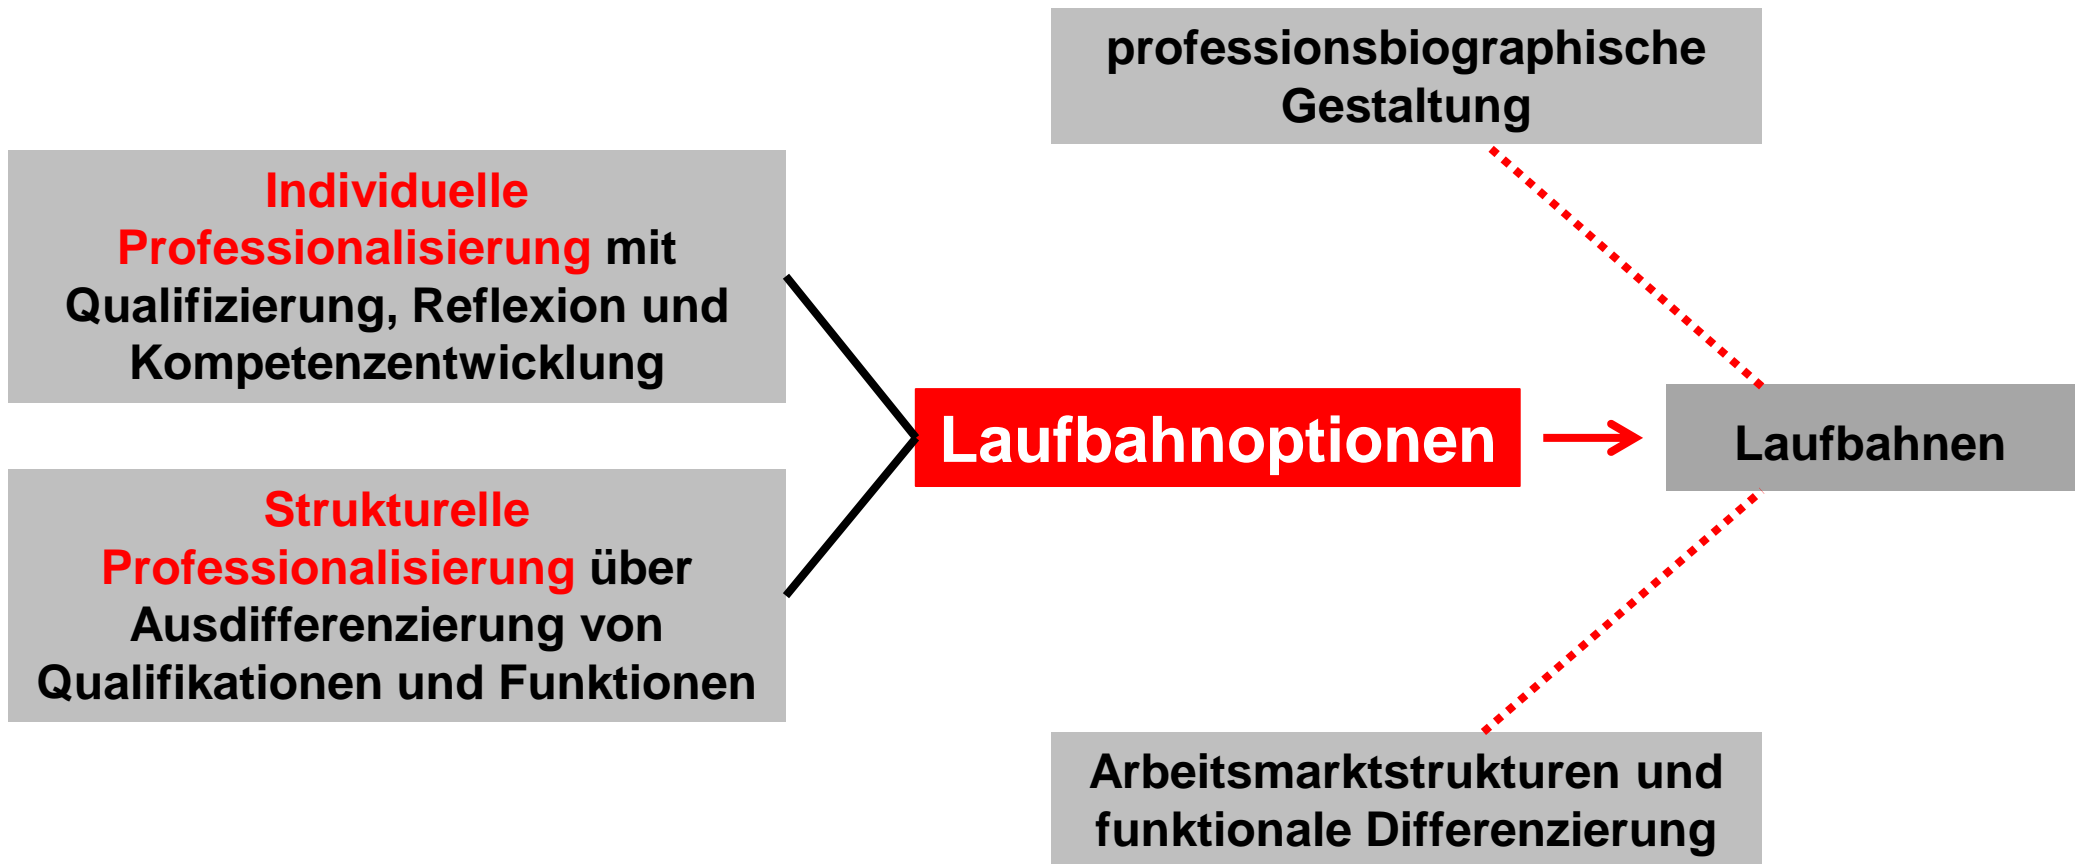 professionsbiographische
Gestaltung
Individuelle
Professionalisierung mit
Qualifizierung, Reflexion und
Kompetenzentwicklung
Laufbahnoptionen
Laufbahnen
Strukturelle
Professionalisierung über
Ausdifferenzierung von
Qualifikationen und Funktionen
Arbeitsmarktstrukturen und
funktionale Differenzierung